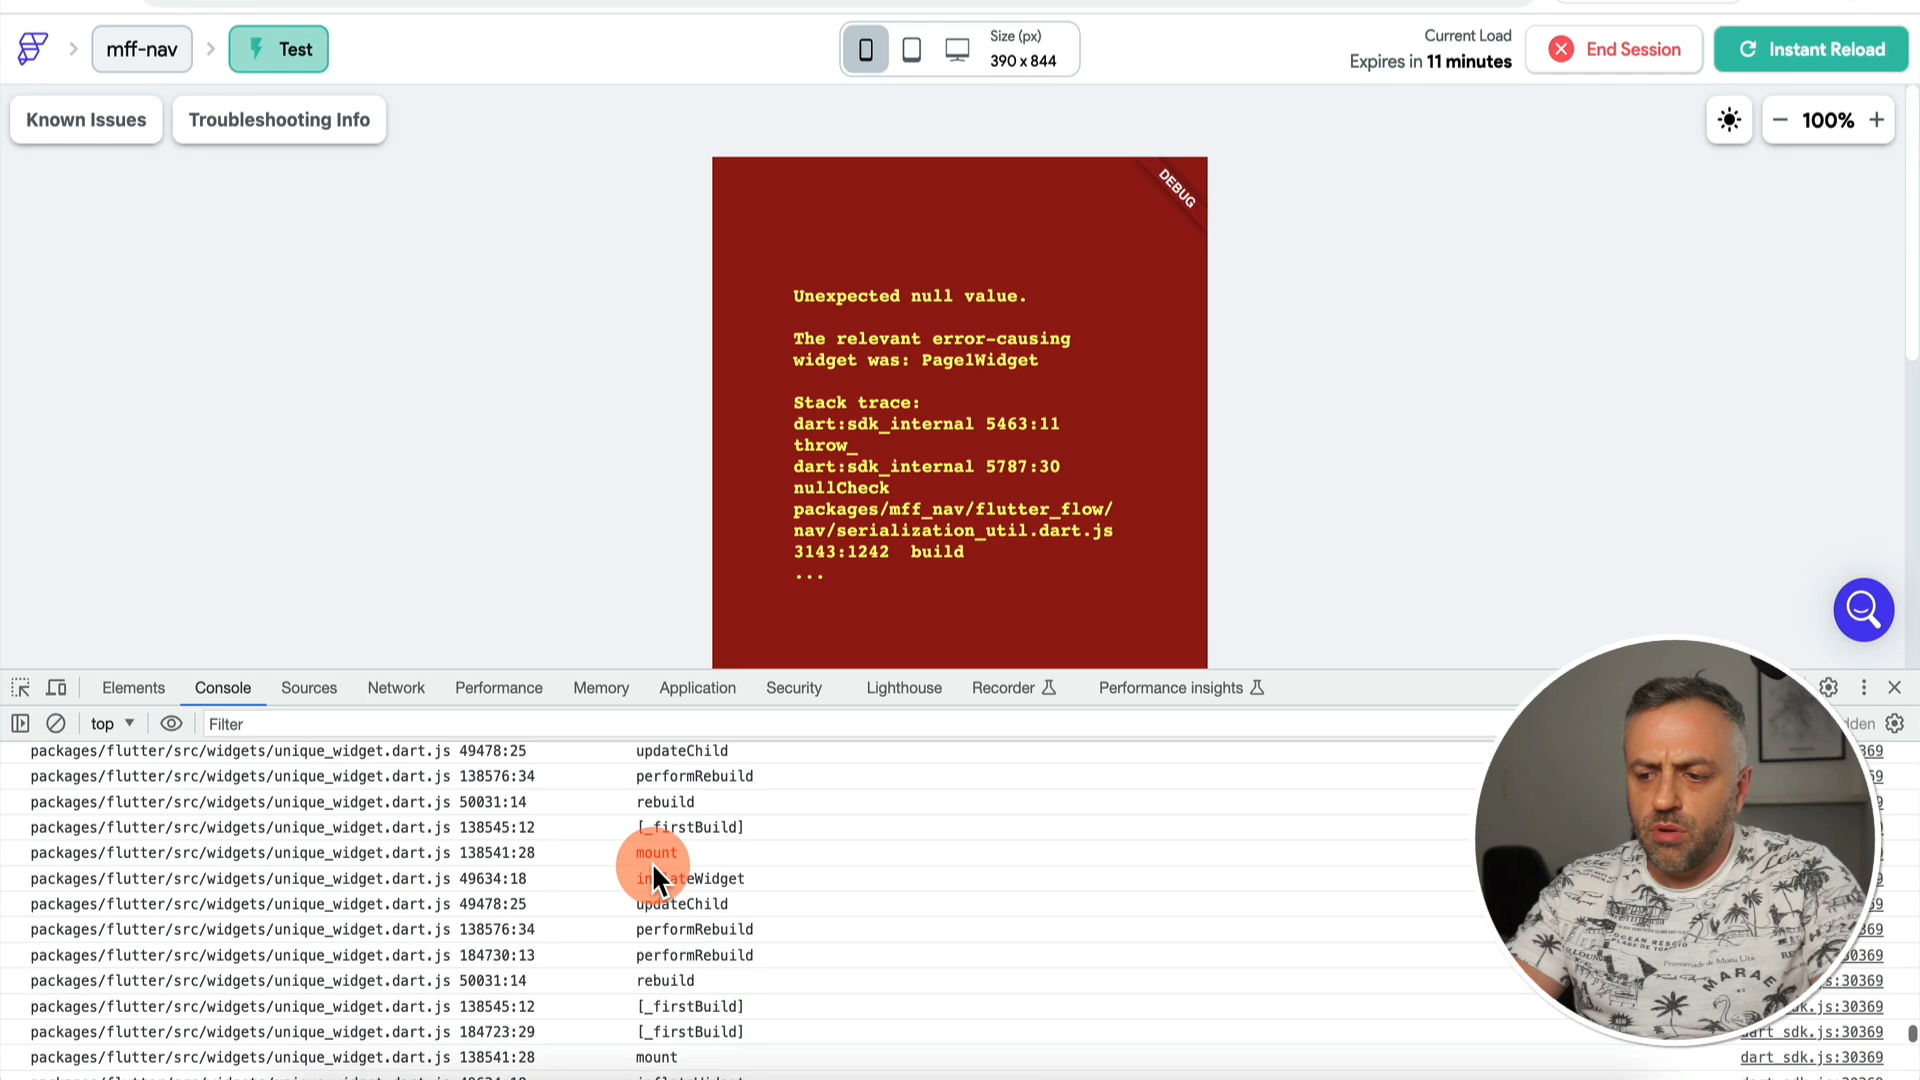 mff-nav
Test
Size (px)
390 x 844
Current Load
Expires in 11 minutes
End Session
Instant Reload
Known Issues
Troubleshooting Info
100%
DEBUG
Unexpected null value.
The relevant error-causing
widget was: Page1Widget
Stack trace:
dart:sdk_internal 5463:11
throw_
dart:sdk_internal 5787:30
nullCheck
packages/mff_nav/flutter_flow/
nav/serialization_util.dart.js
3143:1242 build
...
Elements Console Sources Network Performance Memory Application Security Lighthouse Recorder Performance insights
top Filter
packages/flutter/src/widgets/unique_widget.dart.js 49478:25 updateChild
packages/flutter/src/widgets/unique_widget.dart.js 138576:34 performRebuild
packages/flutter/src/widgets/unique_widget.dart.js 50031:14 rebuild
packages/flutter/src/widgets/unique_widget.dart.js 138545:12 [_firstBuild]
packages/flutter/src/widgets/unique_widget.dart.js 138541:28 mount
packages/flutter/src/widgets/unique_widget.dart.js 49634:18
packages/flutter/src/widgets/unique_widget.dart.js 49478:25 updateChild
packages/flutter/src/widgets/unique_widget.dart.js 138576:34 performRebuild
packages/flutter/src/widgets/unique_widget.dart.js 184730:13 performRebuild
packages/flutter/src/widgets/unique_widget.dart.js 50031:14 rebuild
packages/flutter/src/widgets/unique_widget.dart.js 138545:12 [_firstBuild]
packages/flutter/src/widgets/unique_widget.dart.js 184723:29 [_firstBuild] dart_sdk.js:30369
packages/flutter/src/widgets/unique_widget.dart.js 138541:28 mount dart_sdk.js:30369